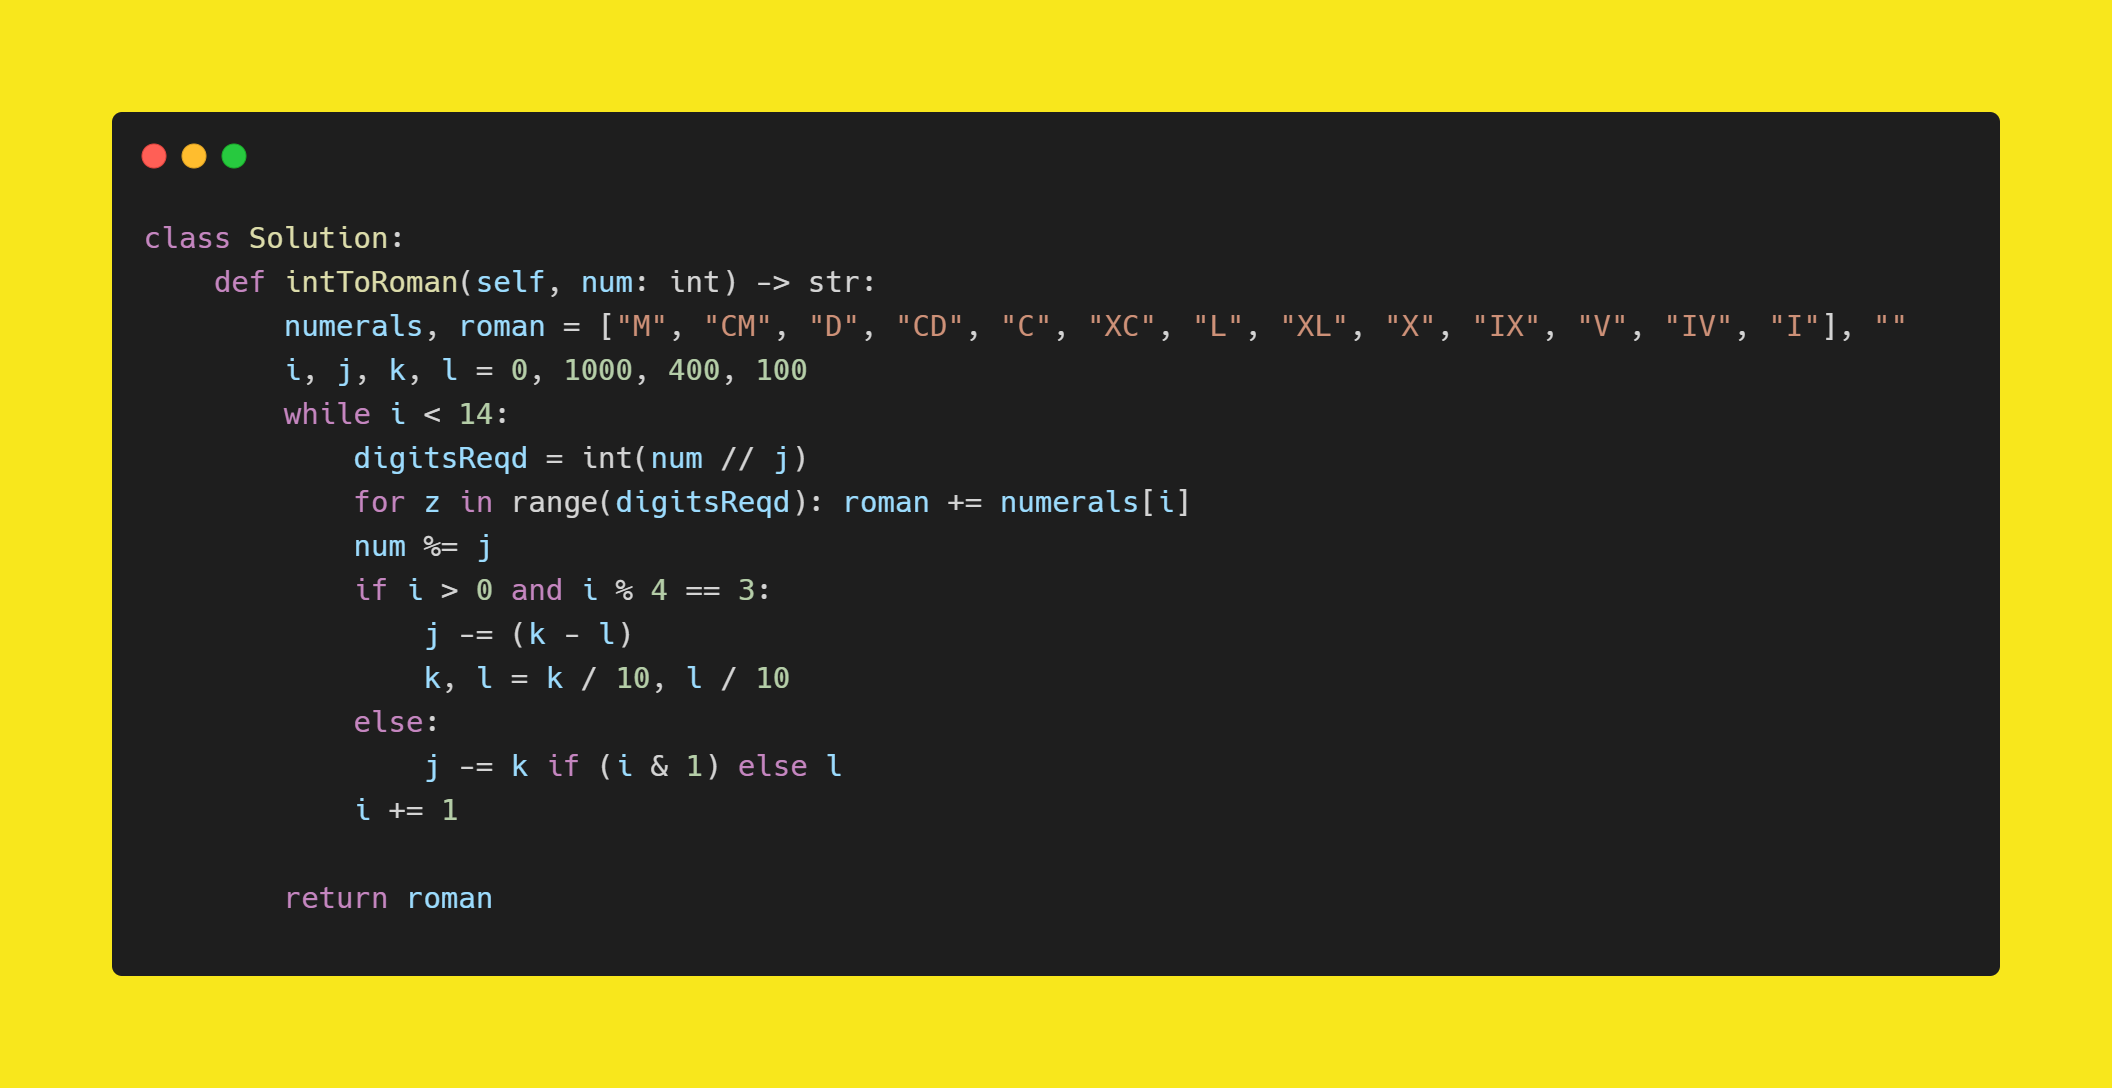 class Solution:
    def intToRoman(self, num: int) -> str:
        numerals, roman = ["M", "CM", "D", "CD", "C", "XC", "L", "XL", "X", "IX", "V", "IV", "I"], ""
        i, j, k, l = 0, 1000, 400, 100
        while i < 14:
            digitsReqd = int(num // j)
            for z in range(digitsReqd): roman += numerals[i]
            num %= j
            if i > 0 and i % 4 == 3:
                j -= (k - l)
                k, l = k / 10, l / 10
            else:
                j -= k if (i & 1) else l
            i += 1

        return roman